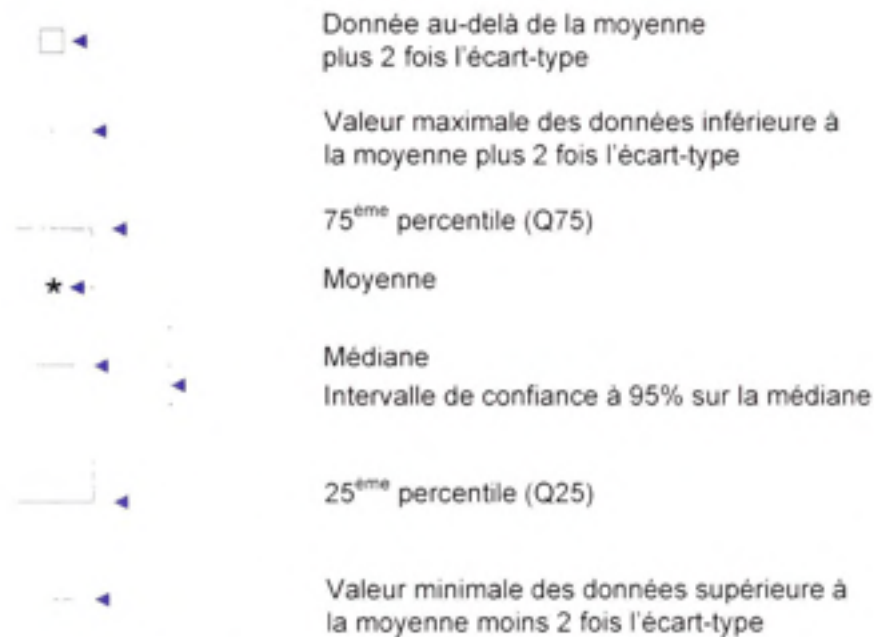 Donnée au-delà de la moyenne
plus 2 fois l'écart-type
Valeur maximale des données inférieure à
la moyenne plus 2 fois l'écart-type
75ème percentile (Q75)
* Moyenne
Médiane
Intervalle de confiance à 95% sur la médiane
25ème percentile (Q25)
Valeur minimale des données supérieure à
la moyenne moins 2 fois l'écart-type